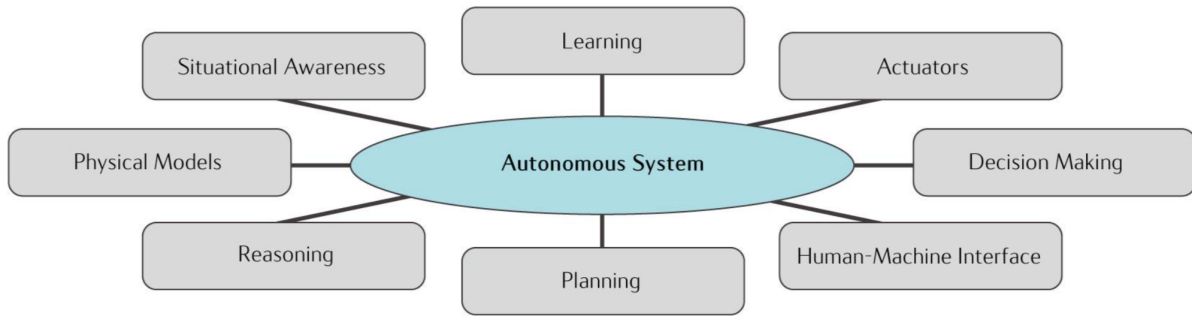 Learning
Situational Awareness
Actuators
Physical Models
Autonomous System
Decision Making
Reasoning
Human-Machine Interface
Planning